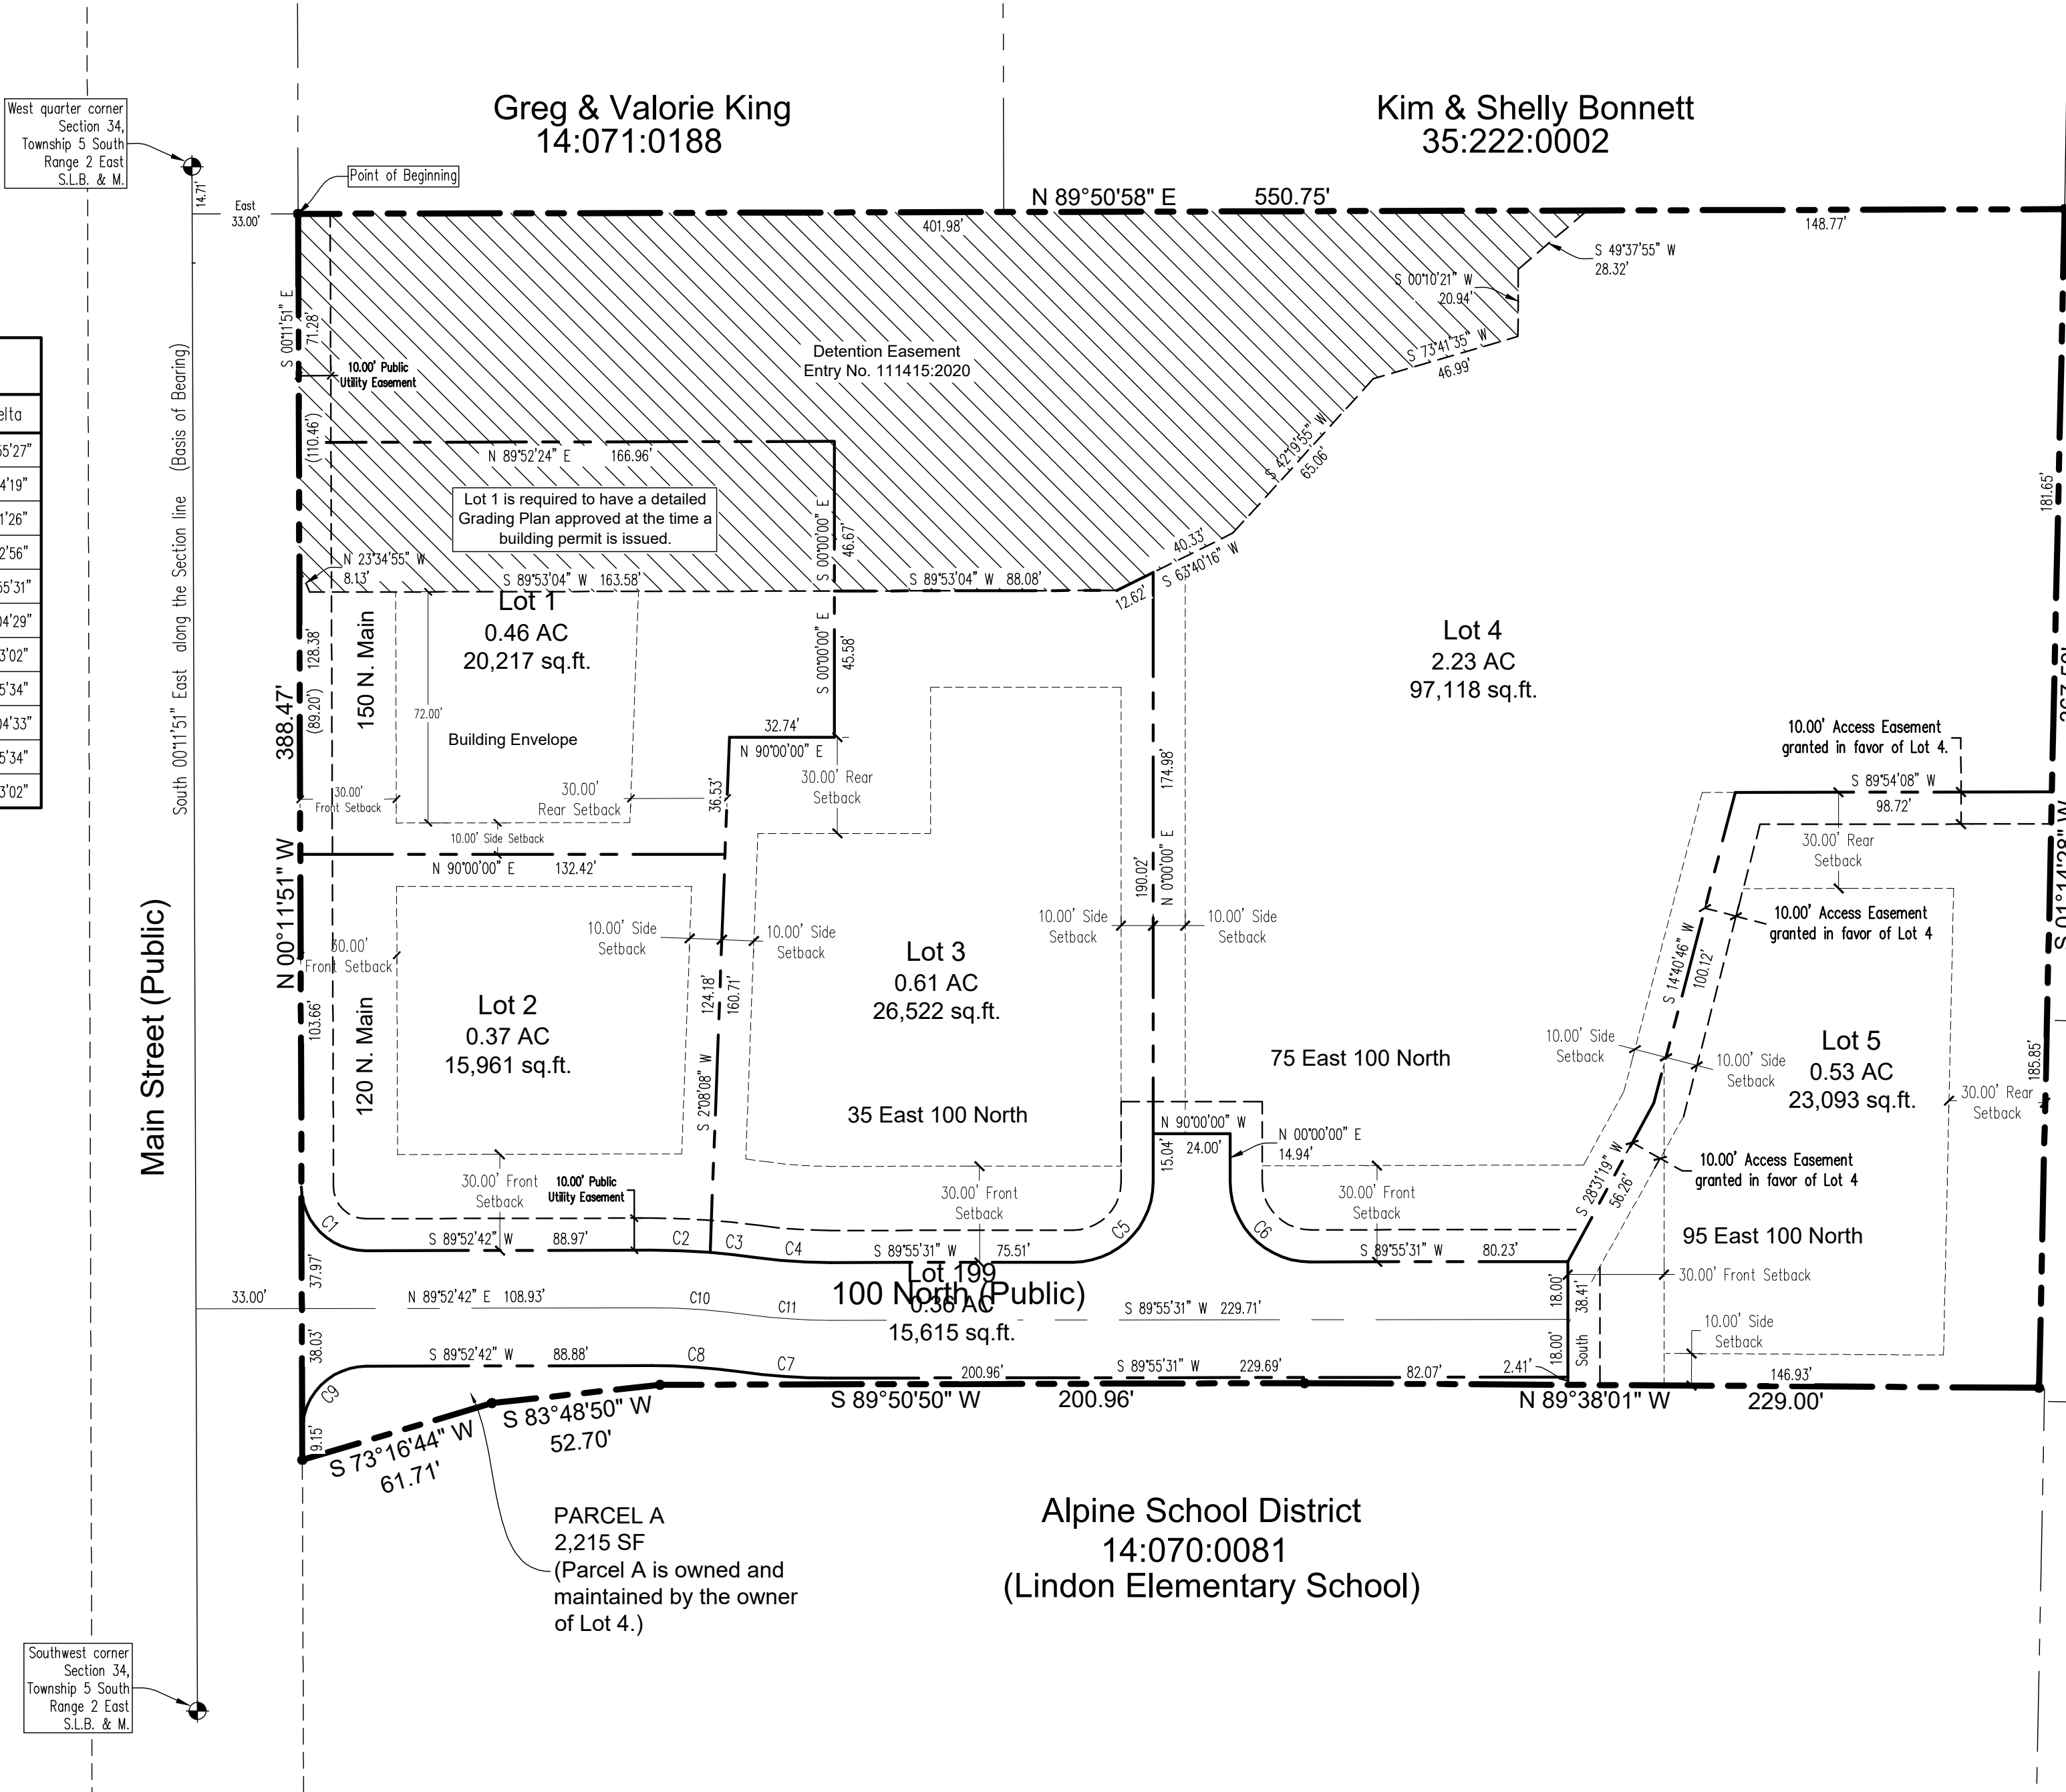 Greg & Valorie King
14:071:0188
Kim & Shelly Bonnett
35:222:0002
West quarter corner
Section 34,
Township 5 South
Range 2 East
S.L.B. & M.
Point of Beginning
14.71'
East
33.00'
N 89°50'58" E 550.75'
401.98'
148.77'
S 49°37'55" W
28.32'
S 00°10'21" W
20.94'
S 73°41'35" W
46.99'
S 42°19'55" W
65.06'
40.33'
S 63°40'16" W
12.62'
Detention Easement
Entry No. 111415:2020
S 00°11'51" E
71.28'
10.00' Public
Utility Easement
(110.46')
N 89°52'24" E 166.96'
Lot 1 is required to have a detailed
Grading Plan approved at the time a
building permit is issued.
S 00°00'00" E
46.67'
N 23°34'55" W
8.13'
S 89°53'04" W 163.58'
S 89°53'04" W 88.08'
elta
55'27"
4'19"
1'26"
2'56"
55'31"
04'29"
3'02"
5'34"
04'33"
5'34"
3'02"
South 00°11'51" East along the Section line (Basis of Bearing)
Lot 1
0.46 AC
20,217 sq.ft.
150 N. Main
128.38'
(89.20')
388.47'
72.00'
Building Envelope
S 00°00'00" E
45.58'
32.74'
N 90°00'00" E
30.00'
Front Setback
30.00'
Rear Setback
36.53'
10.00' Side Setback
N 90°00'00" E 132.42'
30.00' Rear
Setback
174.98'
190.02'
N 0°00'00" E
Lot 4
2.23 AC
97,118 sq.ft.
181.65'
S 01°14'28" W
10.00' Access Easement
granted in favor of Lot 4.
S 89°54'08" W
98.72'
30.00' Rear
Setback
10.00' Access Easement
granted in favor of Lot 4
S 14°40'46" W
100.12'
Main Street (Public)
N 00°11'51" W
30.00'
Front Setback
103.66'
120 N. Main
Lot 2
0.37 AC
15,961 sq.ft.
10.00' Side
Setback
10.00' Side
Setback
124.18'
160.71'
S 2°08'08" W
Lot 3
0.61 AC
26,522 sq.ft.
10.00' Side
Setback
10.00' Side
Setback
35 East 100 North
75 East 100 North
10.00' Side
Setback
10.00' Side
Setback
Lot 5
0.53 AC
23,093 sq.ft.
185.85'
30.00' Rear
Setback
N 90°00'00" W
24.00'
15.04'
N 00°00'00" E
14.94'
10.00' Access Easement
granted in favor of Lot 4
S 28°31'19" W
56.26'
30.00' Front
Setback
10.00' Public
Utility Easement
30.00' Front
Setback
30.00' Front
Setback
95 East 100 North
30.00' Front Setback
C1
S 89°52'42" W 88.97'
C2
C3
C4
S 89°55'31" W 75.51'
C5
C6
S 89°55'31" W 80.23'
37.97'
33.00'
N 89°52'42" E 108.93'
C10
C11
Lot 199
100 North (Public)
0.36 AC
15,615 sq.ft.
S 89°55'31" W 229.71'
18.00'
38.41'
18.00'
South
10.00' Side
Setback
38.03'
C9
9.15'
S 89°52'42" W 88.88'
C8
C7
200.96'
S 89°55'31" W 229.69'
82.07'
2.41'
146.93'
S 73°16'44" W
61.71'
S 83°48'50" W
52.70'
S 89°50'50" W 200.96'
N 89°38'01" W 229.00'
PARCEL A
2,215 SF
(Parcel A is owned and
maintained by the owner
of Lot 4.)
Alpine School District
14:070:0081
(Lindon Elementary School)
Southwest corner
Section 34,
Township 5 South
Range 2 East
S.L.B. & M.